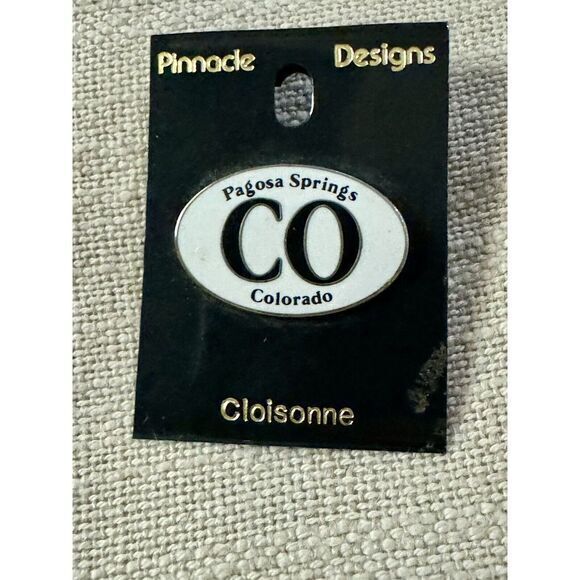 Pinnacle Designs
Pagosa Springs
CO
Colorado
Cloisonne